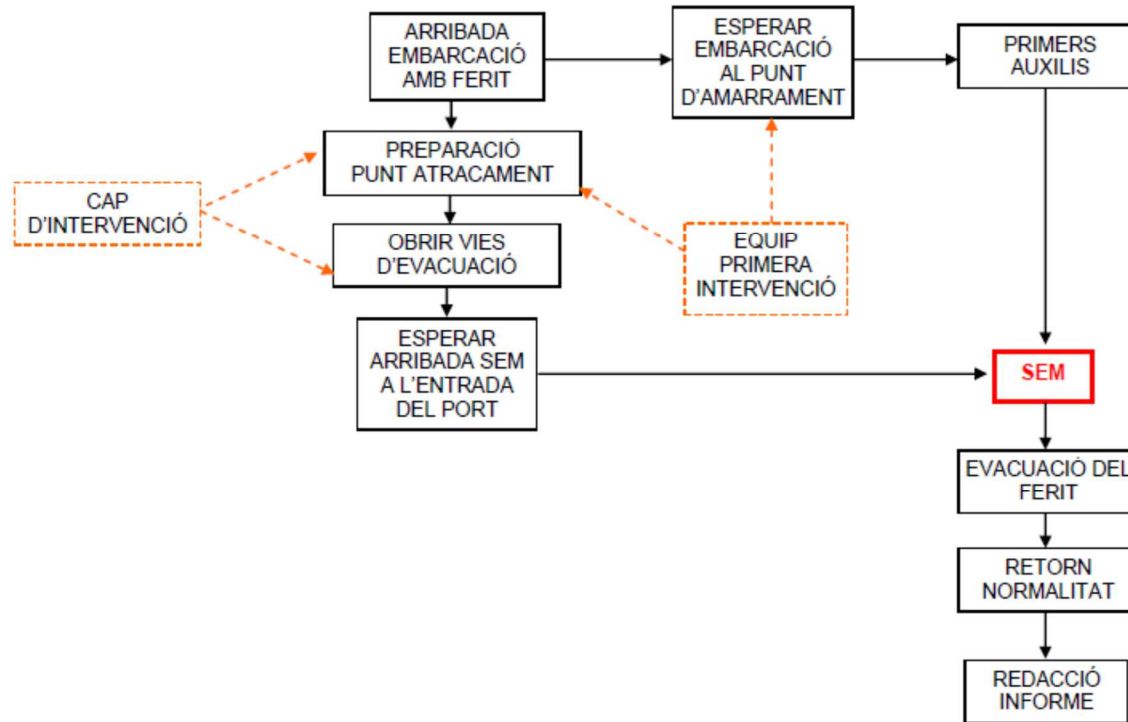 ARRIBADA
EMBARCACIÓ
AMB FERIT
ESPERAR
EMBARCACIÓ
AL PUNT
D'AMARRAMENT
PRIMERS
AUXILIS
PREPARACIÓ
PUNT ATRACAMENT
CAP
D'INTERVENCIÓ
OBRIR VIES
D'EVACUACIÓ
EQUIP
PRIMERA
INTERVENCIÓ
ESPERAR
ARRIBADA SEM
A L'ENTRADA
DEL PORT
SEM
EVACUACIÓ DEL
FERIT
RETORN
NORMALITAT
REDACCIÓ
INFORME